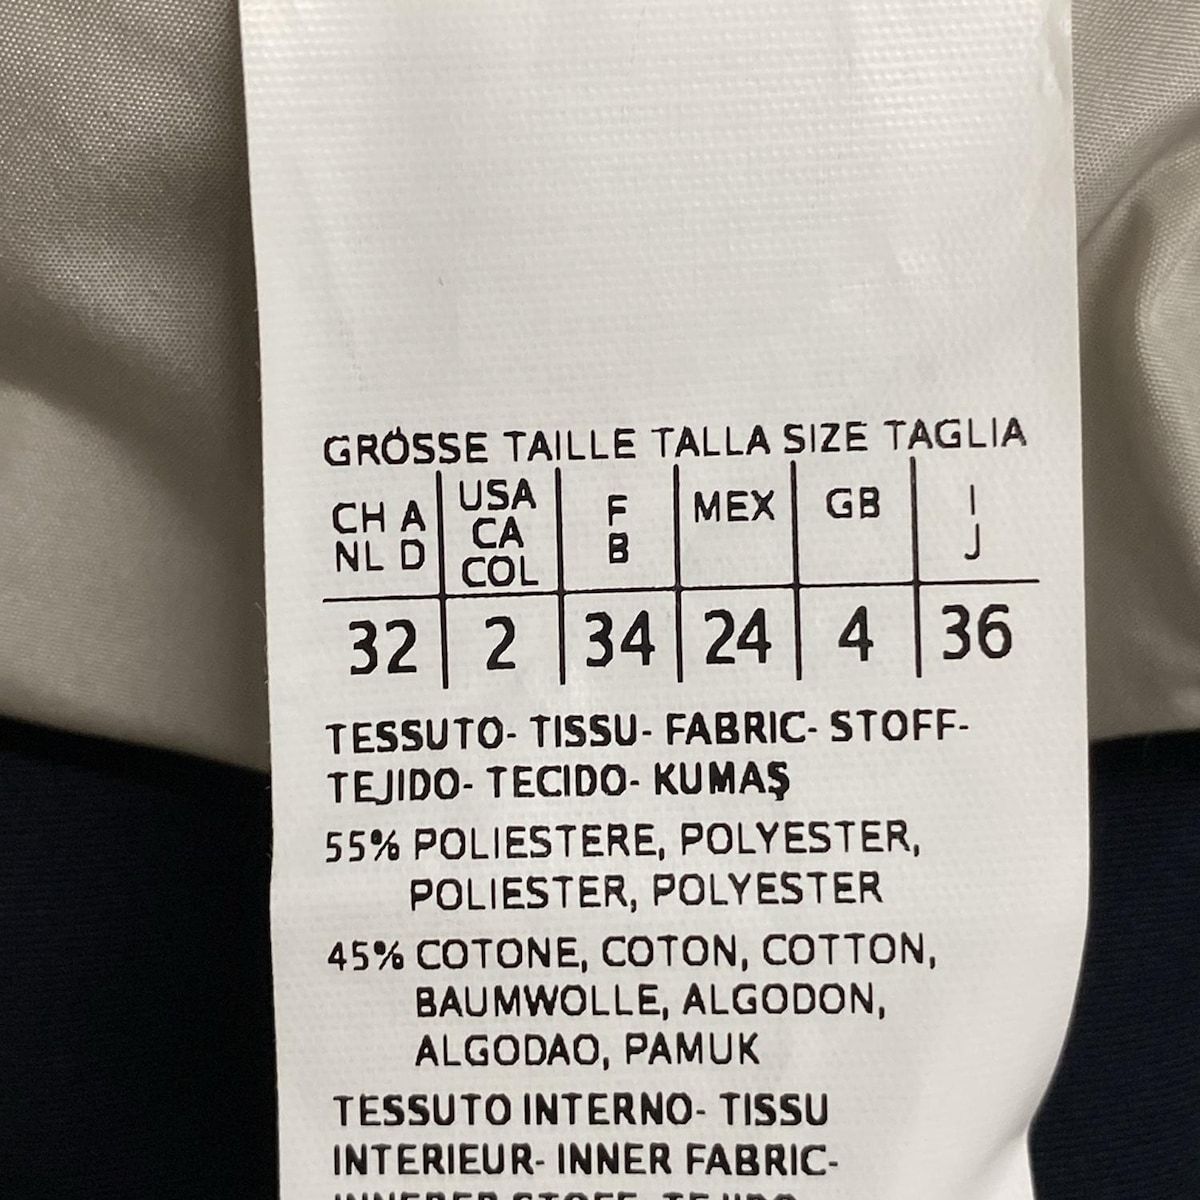 GRÖSSE TAILLE TALLA SIZE TAGLIA
CH A NL D | USA CA COL | F B | MEX | GB | I J
32 | 2 | 34 | 24 | 4 | 36
TESSUTO- TISSU- FABRIC- STOFF-
TEJIDO- TECIDO- KUMAŞ
55% POLIESTERE, POLYESTER,
POLIESTER, POLYESTER
45% COTONE, COTON, COTTON,
BAUMWOLLE, ALGODON,
ALGODAO, PAMUK
TESSUTO INTERNO- TISSU
INTERIEUR- INNER FABRIC-